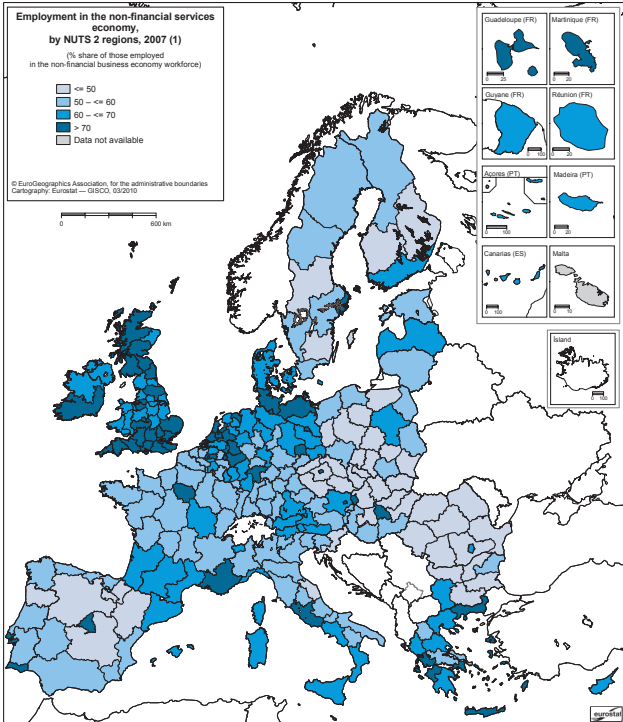 Employment in the non-financial services
economy,
by NUTS 2 regions, 2007 (1)
(% share of those employed
in the non-financial business economy workforce)
<= 50
50 – <= 60
60 – <= 70
> 70
Data not available
© EuroGeographics Association, for the administrative boundaries
Cartography: Eurostat — GISCO, 03/2010
0 600 km
Guadeloupe (FR)
0 25
Martinique (FR)
0 20
Guyane (FR)
0 100
Réunion (FR)
0 20
Açores (PT)
0 100
Madeira (PT)
0 20
Canarias (ES)
0 100
Malta
0 10
Ísland
0 100
eurostat